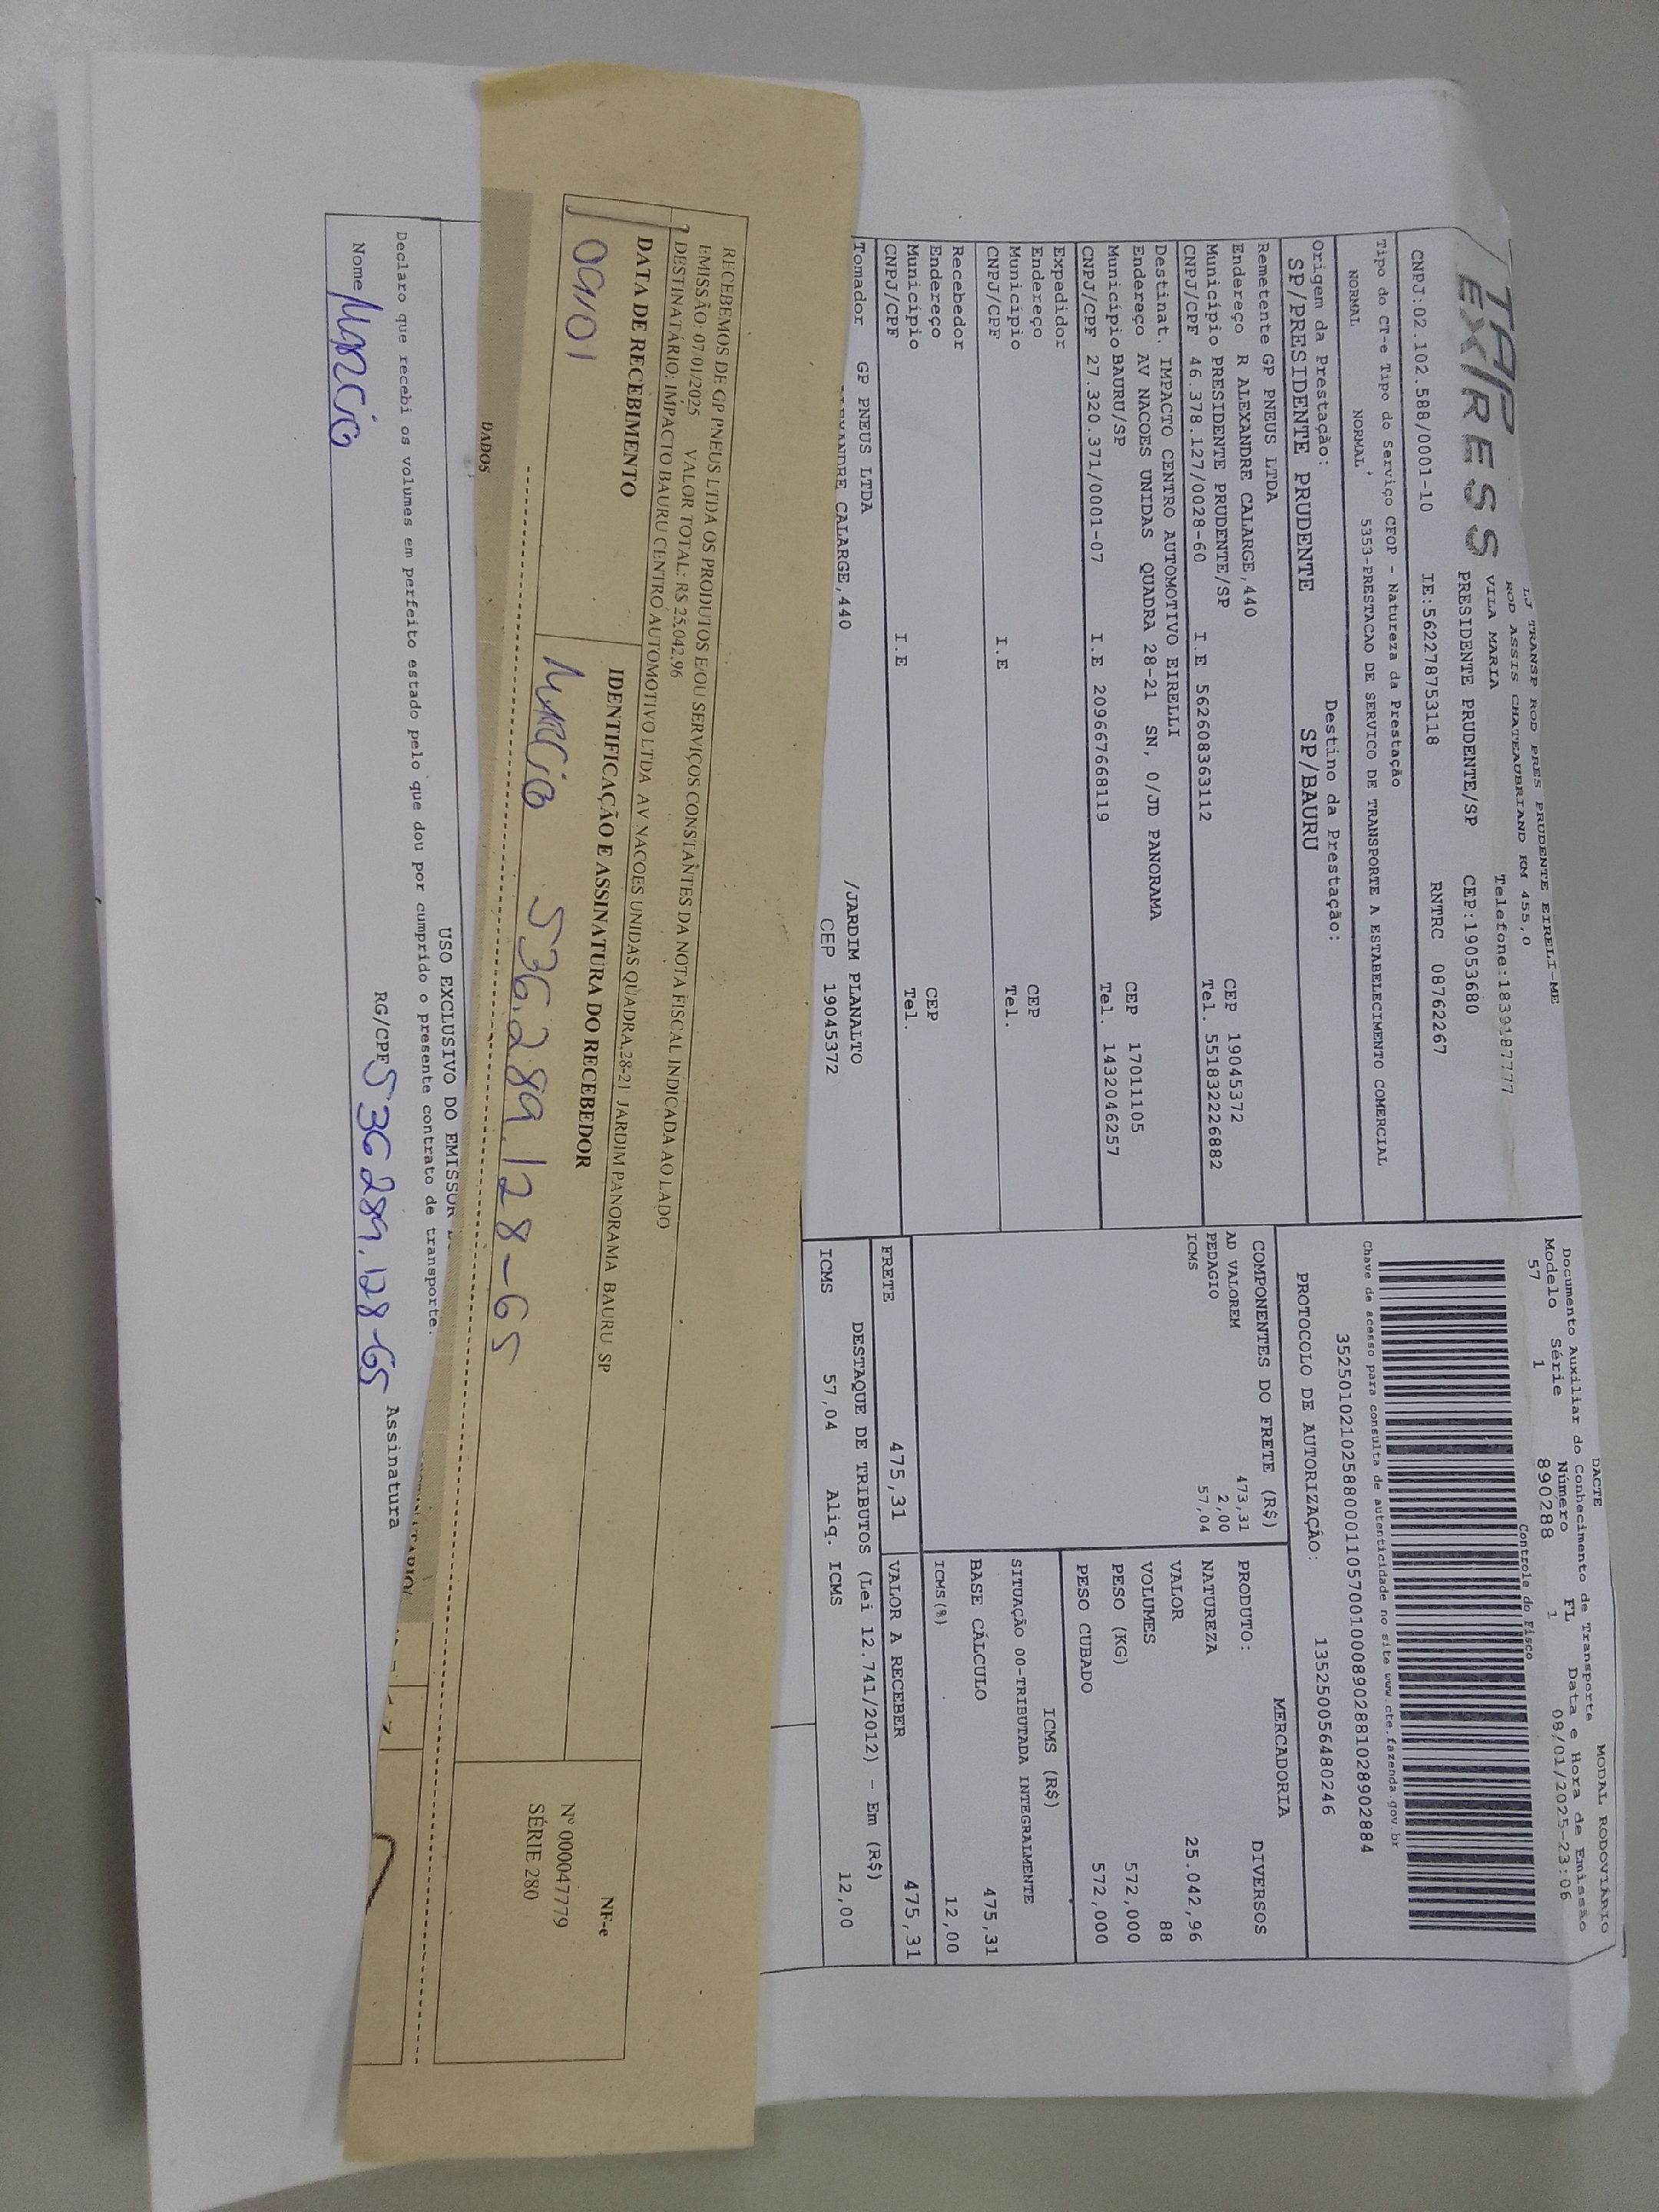 TAP
EXPRESS
LJ TRANSP ROD PRES PRUDENTE EIRELI-ME
ROD ASSIS CHATEAUBRIAND KM 455,0
VILA MARIA Telefone:1839187777
PRESIDENTE PRUDENTE/SP CEP:19053680
CNPJ:02.102.588/0001-10 IE:562278753118 RNTRC 08762267
Tipo do CT-e Tipo do Serviço CFOP - Natureza da Prestação
NORMAL NORMAL 5353-PRESTACAO DE SERVICO DE TRANSPORTE A ESTABELECIMENTO COMERCIAL
Origem da Prestação: Destino da Prestação:
SP/PRESIDENTE PRUDENTE SP/BAURU
Remetente GP PNEUS LTDA
Endereço R ALEXANDRE CALARGE,440 CEP 19045372
Município PRESIDENTE PRUDENTE/SP Tel. 551832226882
CNPJ/CPF 46.378.127/0028-60 I.E 562608363112
Destinat. IMPACTO CENTRO AUTOMOTIVO EIRELLI
Endereço AV NACOES UNIDAS QUADRA 28-21 SN, 0/JD PANORAMA CEP 17011105
Município BAURU/SP Tel. 1432046257
CNPJ/CPF 27.320.371/0001-07 I.E 209667668119
Expedidor
Endereço CEP
Município Tel.
CNPJ/CPF I.E
Recebedor
Endereço CEP
Município Tel.
CNPJ/CPF I.E
Tomador GP PNEUS LTDA /JARDIM PLANALTO
CALARGE,440 CEP 19045372
DACTE MODAL RODOVIÁRIO
Documento Auxiliar do Conhecimento de Transporte
Modelo Série Número FL Data e Hora de Emissão
57 1 890288 1 08/01/2025-23:06
Controle do Fisco
Chave de acesso para consulta de autenticidade no site www.cte.fazenda.gov.br
35250102102588000110570010008902881028902884
PROTOCOLO DE AUTORIZAÇÃO: 135250056480246
COMPONENTES DO FRETE (R$)
AD VALOREM 473,31
PEDAGIO 2,00
ICMS 57,04
MERCADORIA
PRODUTO: DIVERSOS
NATUREZA
VALOR 25.042,96
VOLUMES 88
PESO (KG) 572,000
PESO CUBADO 572,000
ICMS (R$)
SITUAÇÃO 00-TRIBUTADA INTEGRALMENTE
BASE CÁLCULO 475,31
ICMS(%) 12,00
FRETE 475,31 VALOR A RECEBER 475,31
DESTAQUE DE TRIBUTOS (Lei 12.741/2012) - Em (R$)
ICMS 57,04 Aliq. ICMS 12,00
RECEBEMOS DE GP PNEUS LTDA OS PRODUTOS E/OU SERVIÇOS CONSTANTES DA NOTA FISCAL INDICADA AO LADO
EMISSÃO: 07/01/2025 VALOR TOTAL: R$ 25.042,96
DESTINATÁRIO: IMPACTO BAURU CENTRO AUTOMOTIVO LTDA AV NACOES UNIDAS QUADRA,28-21 JARDIM PANORAMA BAURU SP
DATA DE RECEBIMENTO IDENTIFICAÇÃO E ASSINATURA DO RECEBEDOR
09/01 Marcio 536.289.128-65
NF-e
Nº 000047779
SÉRIE 280
DADOS
USO EXCLUSIVO DO EMISSOR
Declaro que recebi os volumes em perfeito estado pelo que dou por cumprido o presente contrato de transporte.
Nome Marcio RG/CPF 536 289.128-65 Assinatura